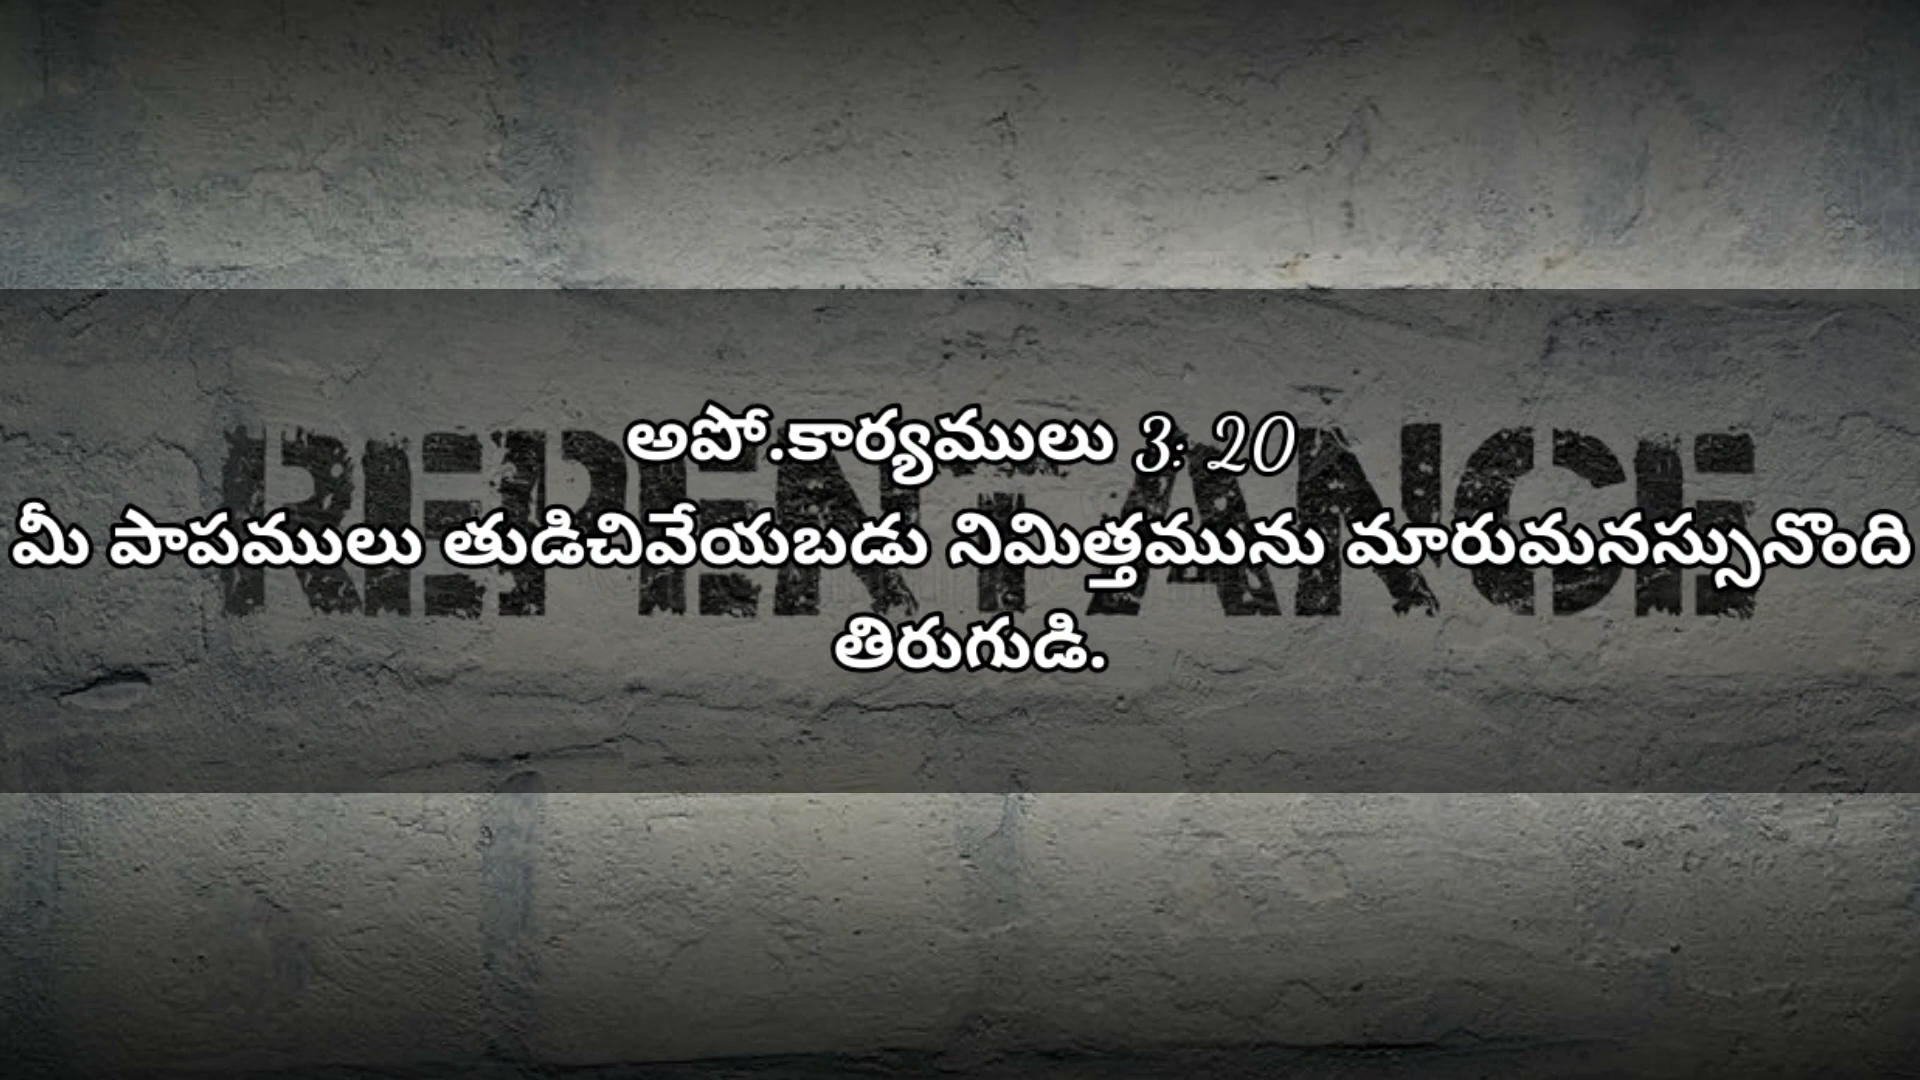 అపో.కార్యములు 3: 20
REPENTANCE
మీ పాపములు తుడిచివేయబడు నిమిత్తమును మారుమనస్సునొంది
తిరుగుడి.